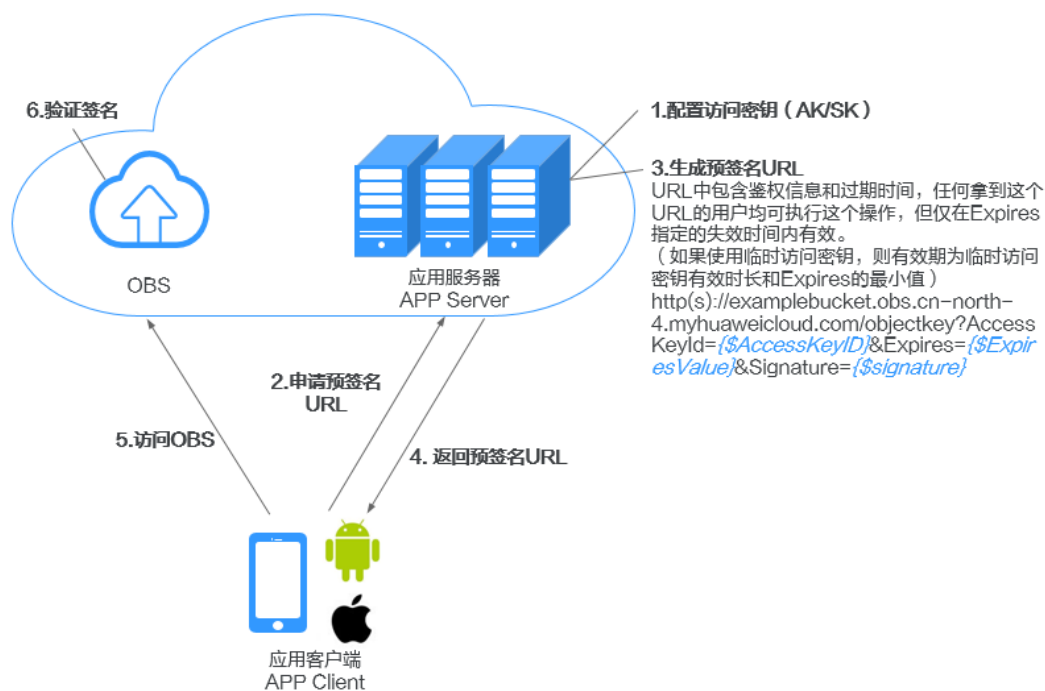 6.验证签名
1.配置访问密钥（AK/SK）
3.生成预签名URL
URL中包含鉴权信息和过期时间，任何拿到这个
URL的用户均可执行这个操作，但仅在Expires
指定的失效时间内有效。
（如果使用临时访问密钥，则有效期为临时访问
密钥有效时长和Expires的最小值）
http(s)://examplebucket.obs.cn-north-
4.myhuaweicloud.com/objectkey?Access
KeyId={$AccessKeyID}&Expires={$Expir
esValue}&Signature={$signature}
OBS
应用服务器
APP Server
2.申请预签名
URL
5.访问OBS
4. 返回预签名URL
应用客户端
APP Client